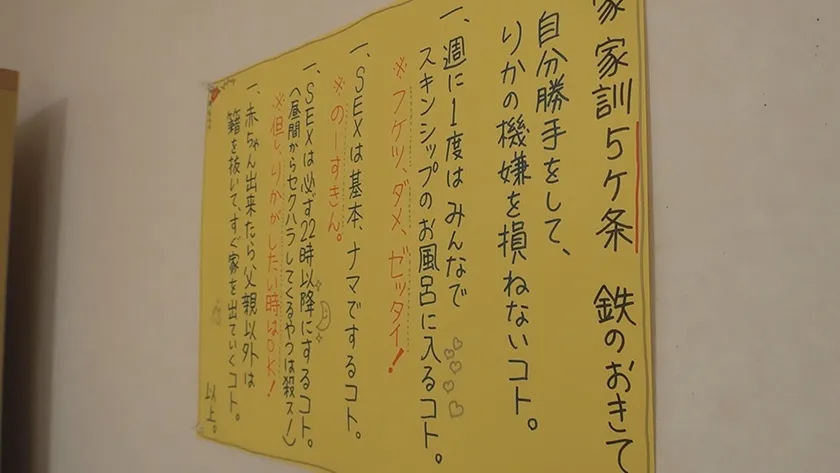 家 家訓5ケ条 鉄のおきて
自分勝手をして、
りかの機嫌を損ねないコト。
一、週に1度はみんなで
スキンシップのお風呂に入るコト。
※フケツ、ダメ、ゼッタイ!
一、SEXは基本、ナマでするコト。
※のーすきん。
一、SEXは必ず22時以降にするコト。
(昼間からセクハラしてくるやつは殺ス!)
※但し、りかがしたい時はOK!
一、赤ちゃん出来たら父親以外は
籍を抜いて、すぐ家を出ていくコト。
以上。